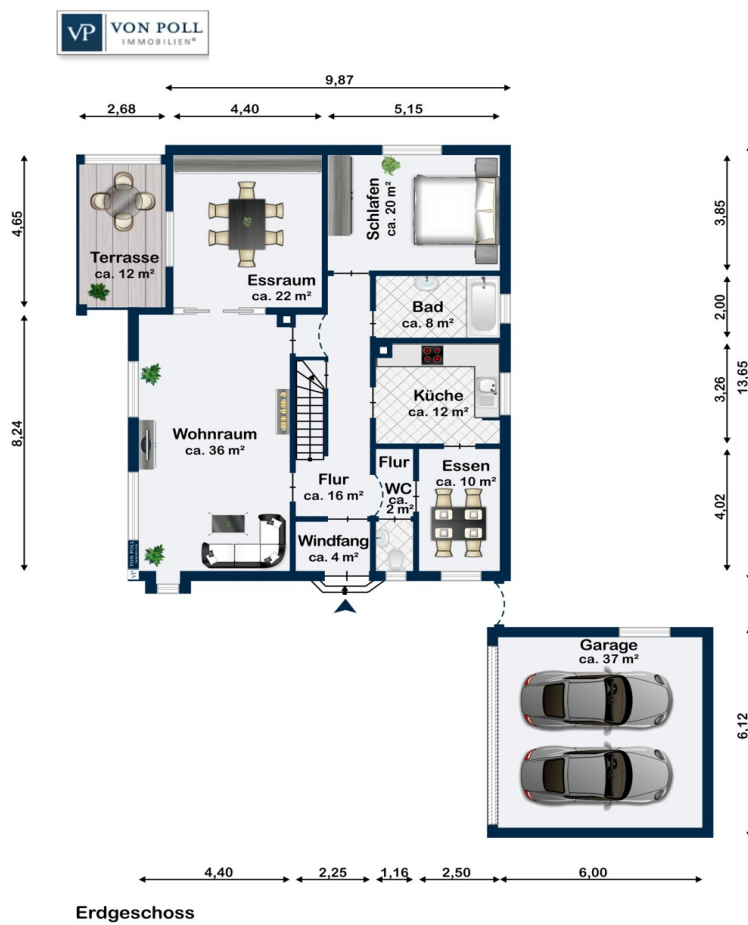 VP VON POLL
IMMOBILIEN®
9,87
2,68
4,40
5,15
4,65
8,24
3,85
2,00
3,26
4,02
13,65
6,12
Terrasse
ca. 12 m²
Essraum
ca. 22 m²
Schlafen
ca. 20 m²
Bad
ca. 8 m²
Küche
ca. 12 m²
Wohnraum
ca. 36 m²
Flur
ca. 16 m²
Flur
WC
ca.
2 m²
Essen
ca. 10 m²
Windfang
ca. 4 m²
VP VON POLL
IMMOBILIEN
Garage
ca. 37 m²
4,40
2,25
1,16
2,50
6,00
Erdgeschoss